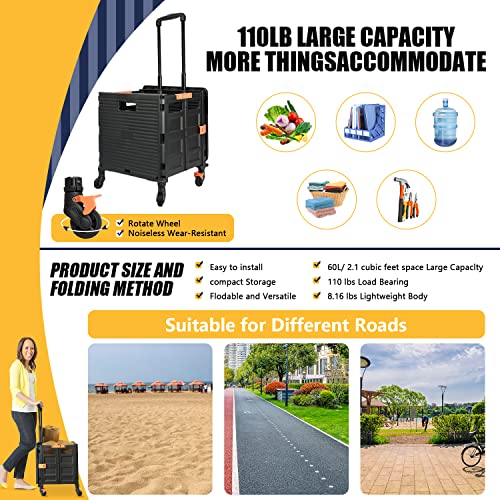 110LB LARGE CAPACITY
MORE THINGSACCOMMODATE
Rotate Wheel
Noiseless Wear-Resistant
PRODUCT SIZE AND
FOLDING METHOD
Easy to install
compact Storage
Flodable and Versatile
60L/ 2.1 cubic feet space Large Capacity
110 lbs Load Bearing
8.16 lbs Lightweight Body
Suitable for Different Roads